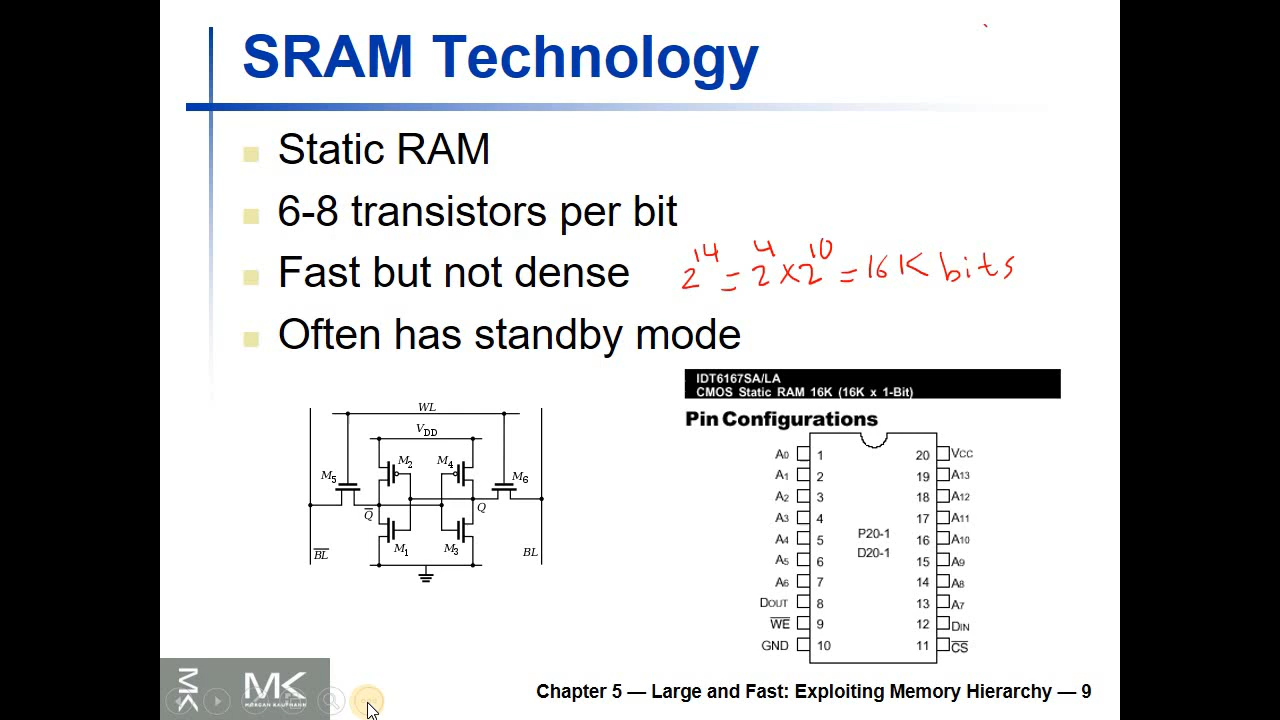 SRAM Technology
Static RAM
6-8 transistors per bit
Fast but not dense
2^14 = 2^4 x 2^10 = 16K bits
Often has standby mode
WL
VDD
M5
M2
M4
M6
Q̅
Q
M1
M3
B̅L̅
BL
IDT6167SA/LA
CMOS Static RAM 16K (16K x 1-Bit)
Pin Configurations
A0 1 20 VCC
A1 2 19 A13
A2 3 18 A12
A3 4 17 A11
A4 5 P20-1 16 A10
A5 6 D20-1 15 A9
A6 7 14 A8
DOUT 8 13 A7
W̅E̅ 9 12 DIN
GND 10 11 C̅S̅
MK
MK
MORGAN KAUFMANN
Chapter 5 — Large and Fast: Exploiting Memory Hierarchy — 9